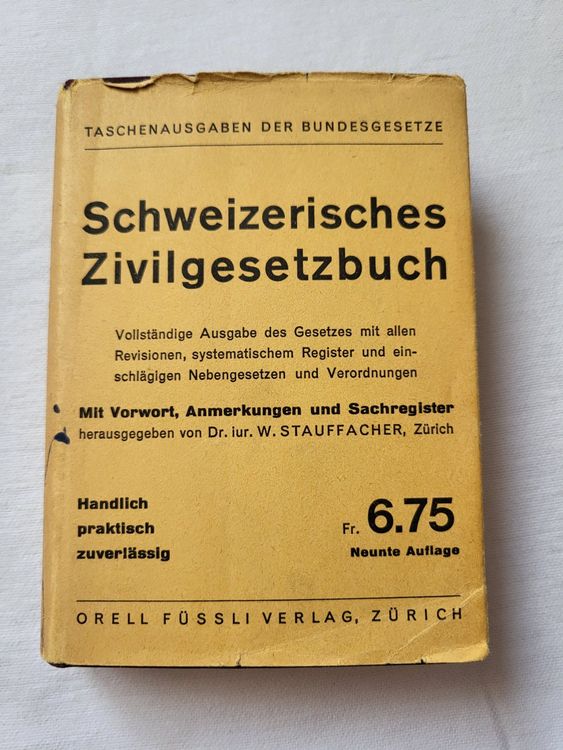 TASCHENAUSGABEN DER BUNDESGESETZE
Schweizerisches
Zivilgesetzbuch
Vollständige Ausgabe des Gesetzes mit allen
Revisionen, systematischem Register und ein-
schlägigen Nebengesetzen und Verordnungen
Mit Vorwort, Anmerkungen und Sachregister
herausgegeben von Dr. iur. W. STAUFFACHER, Zürich
Handlich
praktisch
zuverlässig
Fr. 6.75
Neunte Auflage
ORELL FÜSSLI VERLAG, ZÜRICH